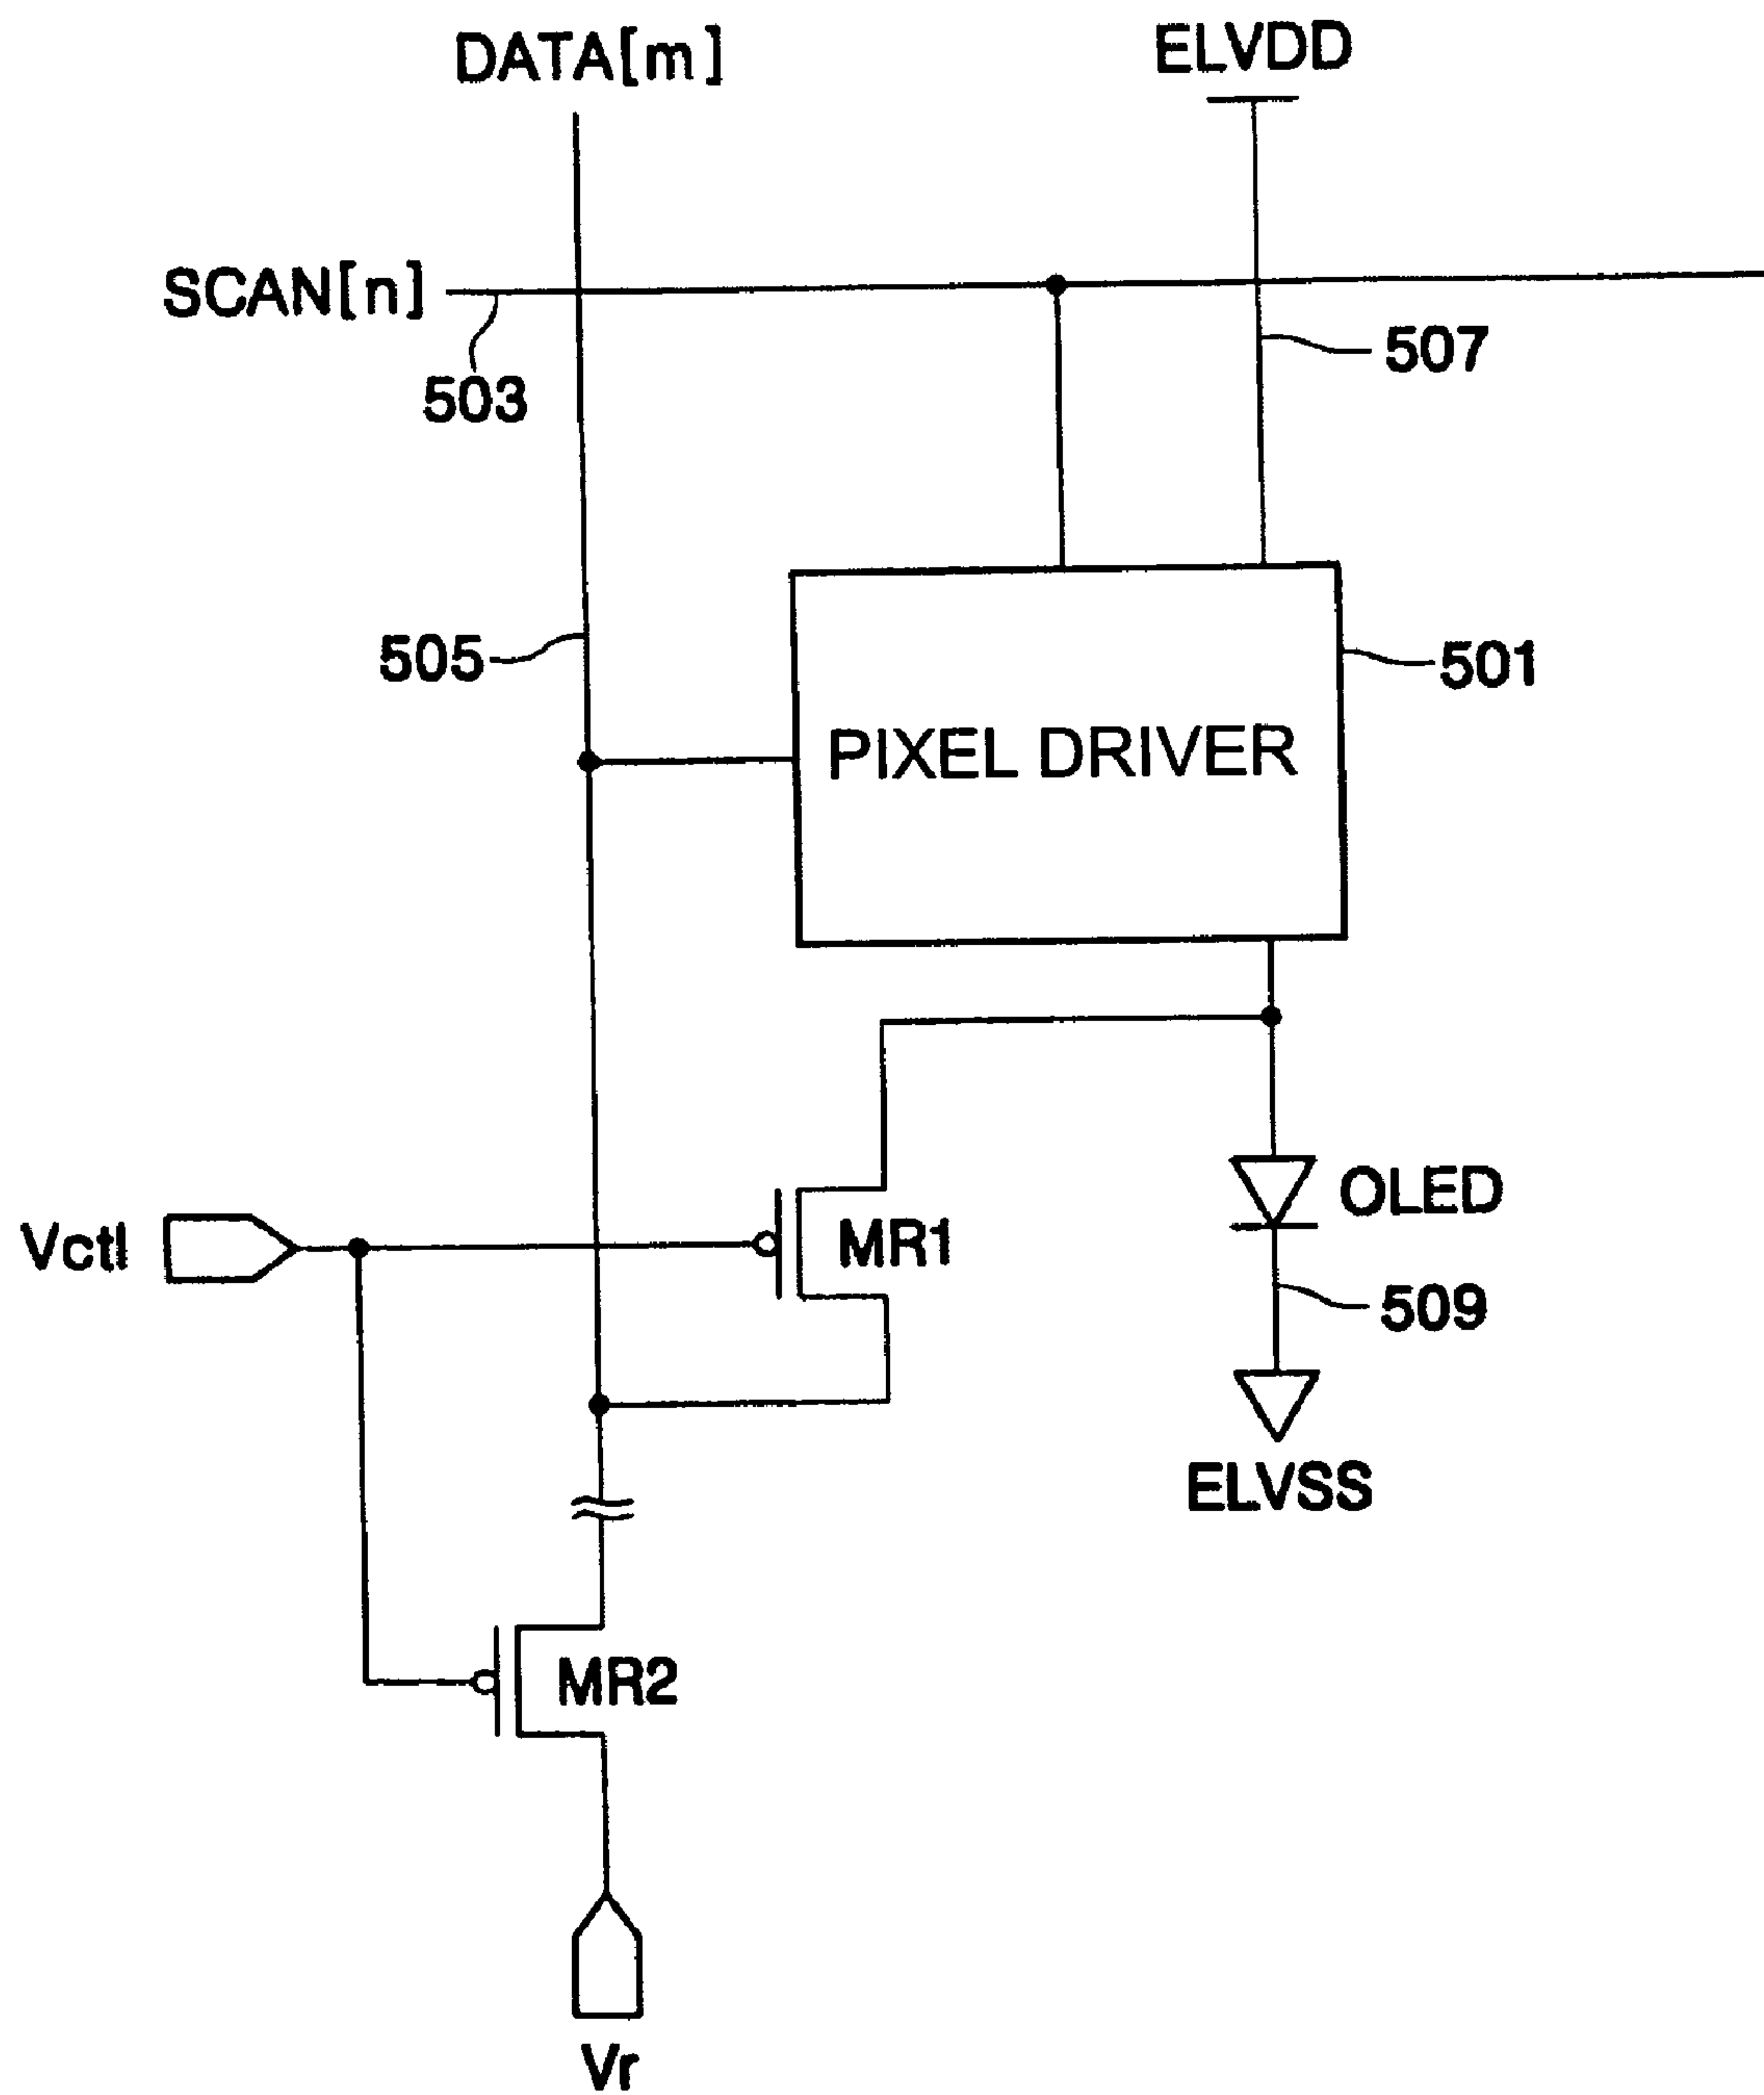 DATA[m]
ELVDD
SCAN[n]
503
507
505
501
PIXEL DRIVER
Vctl
MR1
OLED
509
ELVSS
MR2
Vr